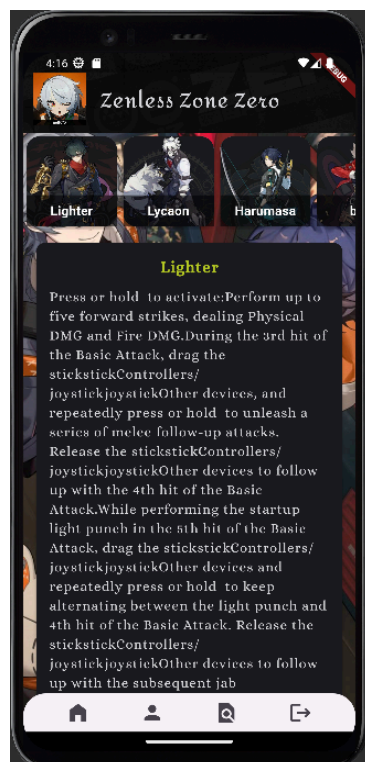 4:16
DEBUG
Zenless Zone Zero
Lighter
Lycaon
Harumasa
b
Lighter
Press or hold  to activate:Perform up to
five forward strikes, dealing Physical
DMG and Fire DMG.During the 3rd hit of
the Basic Attack, drag the
stickstickControllers/
joystickjoystickOther devices, and
repeatedly press or hold  to unleash a
series of melee follow-up attacks.
Release the stickstickControllers/
joystickjoystickOther devices to follow
up with the 4th hit of the Basic
Attack.While performing the startup
light punch in the 5th hit of the Basic
Attack, drag the stickstickControllers/
joystickjoystickOther devices and
repeatedly press or hold  to keep
alternating between the light punch and
4th hit of the Basic Attack. Release the
stickstickControllers/
joystickjoystickOther devices to follow
up with the subsequent jab